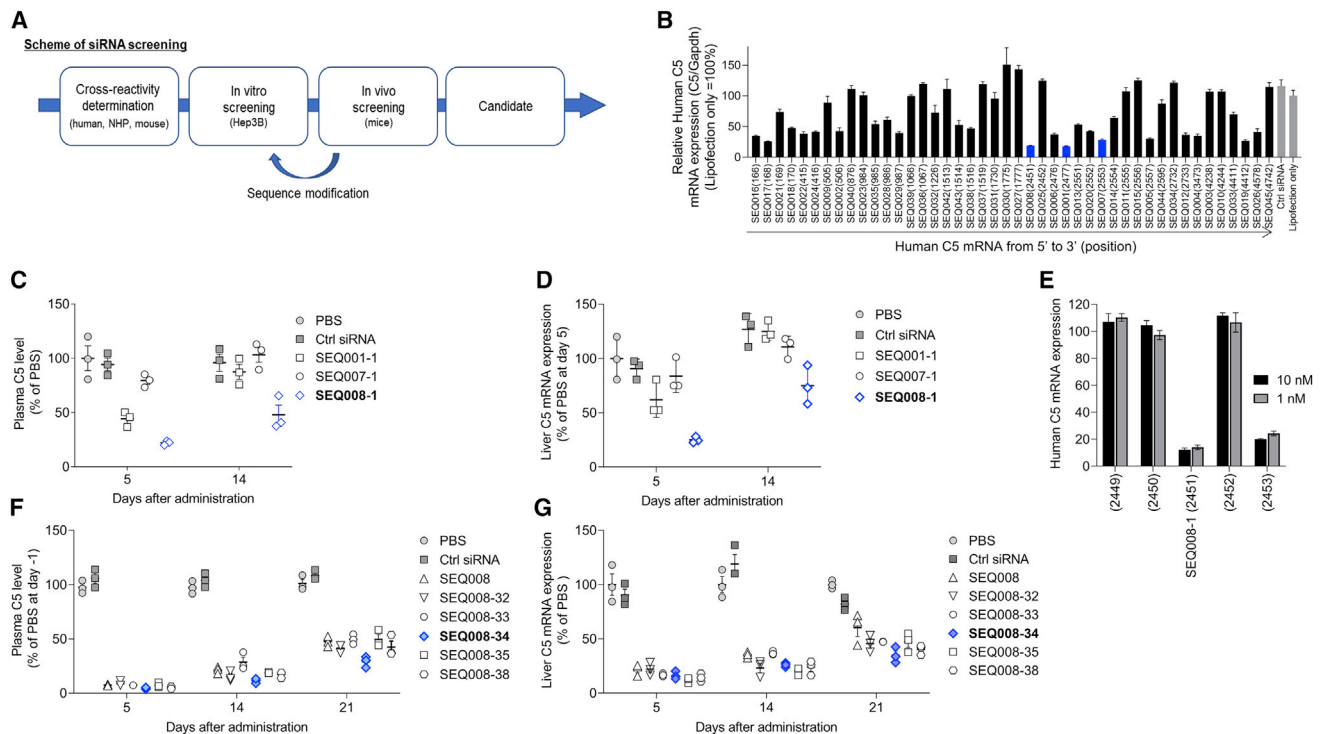 A
Scheme of siRNA screening
Cross-reactivity
determination
(human, NHP, mouse)
In vitro
screening
(Hep3B)
In vivo
screening
(mice)
Candidate
Sequence modification
B
Relative Human C5
mRNA expression (C5/Gapdh)
(Lipofection only =100%)
150
100
50
0
SEQ016(166)
SEQ017(168)
SEQ021(169)
SEQ018(170)
SEQ022(415)
SEQ024(416)
SEQ009(505)
SEQ002(506)
SEQ040(876)
SEQ023(964)
SEQ035(985)
SEQ028(986)
SEQ029(987)
SEQ039(1066)
SEQ036(1067)
SEQ032(1226)
SEQ042(1513)
SEQ043(1514)
SEQ038(1516)
SEQ037(1519)
SEQ031(1730)
SEQ030(1775)
SEQ027(1777)
SEQ025(2452)
SEQ008(2451)
SEQ006(2476)
SEQ001(2477)
SEQ013(2551)
SEQ020(2552)
SEQ007(2553)
SEQ014(2554)
SEQ011(2555)
SEQ015(2556)
SEQ005(2557)
SEQ044(2595)
SEQ034(2732)
SEQ012(2733)
SEQ004(3473)
SEQ003(4238)
SEQ010(4244)
SEQ033(4411)
SEQ019(4412)
SEQ026(4578)
SEQ045(4742)
Ctrl siRNA
Lipofection only
Human C5 mRNA from 5' to 3' (position)
C
Plasma C5 level
(% of PBS)
150
100
50
0
5
14
Days after administration
PBS
Ctrl siRNA
SEQ001-1
SEQ007-1
SEQ008-1
D
Liver C5 mRNA expression
(% of PBS at day 5)
150
100
50
0
5
14
Days after administration
PBS
Ctrl siRNA
SEQ001-1
SEQ007-1
SEQ008-1
E
Human C5 mRNA expression
120
100
80
60
40
20
0
(2449)
(2450)
SEQ008-1 (2451)
(2452)
(2453)
10 nM
1 nM
F
Plasma C5 level
(% of PBS at day -1)
150
100
50
0
5
14
21
Days after administration
PBS
Ctrl siRNA
SEQ008
SEQ008-32
SEQ008-33
SEQ008-34
SEQ008-35
SEQ008-38
G
Liver C5 mRNA expression
(% of PBS )
150
100
50
0
5
14
21
Days after administration
PBS
Ctrl siRNA
SEQ008
SEQ008-32
SEQ008-33
SEQ008-34
SEQ008-35
SEQ008-38